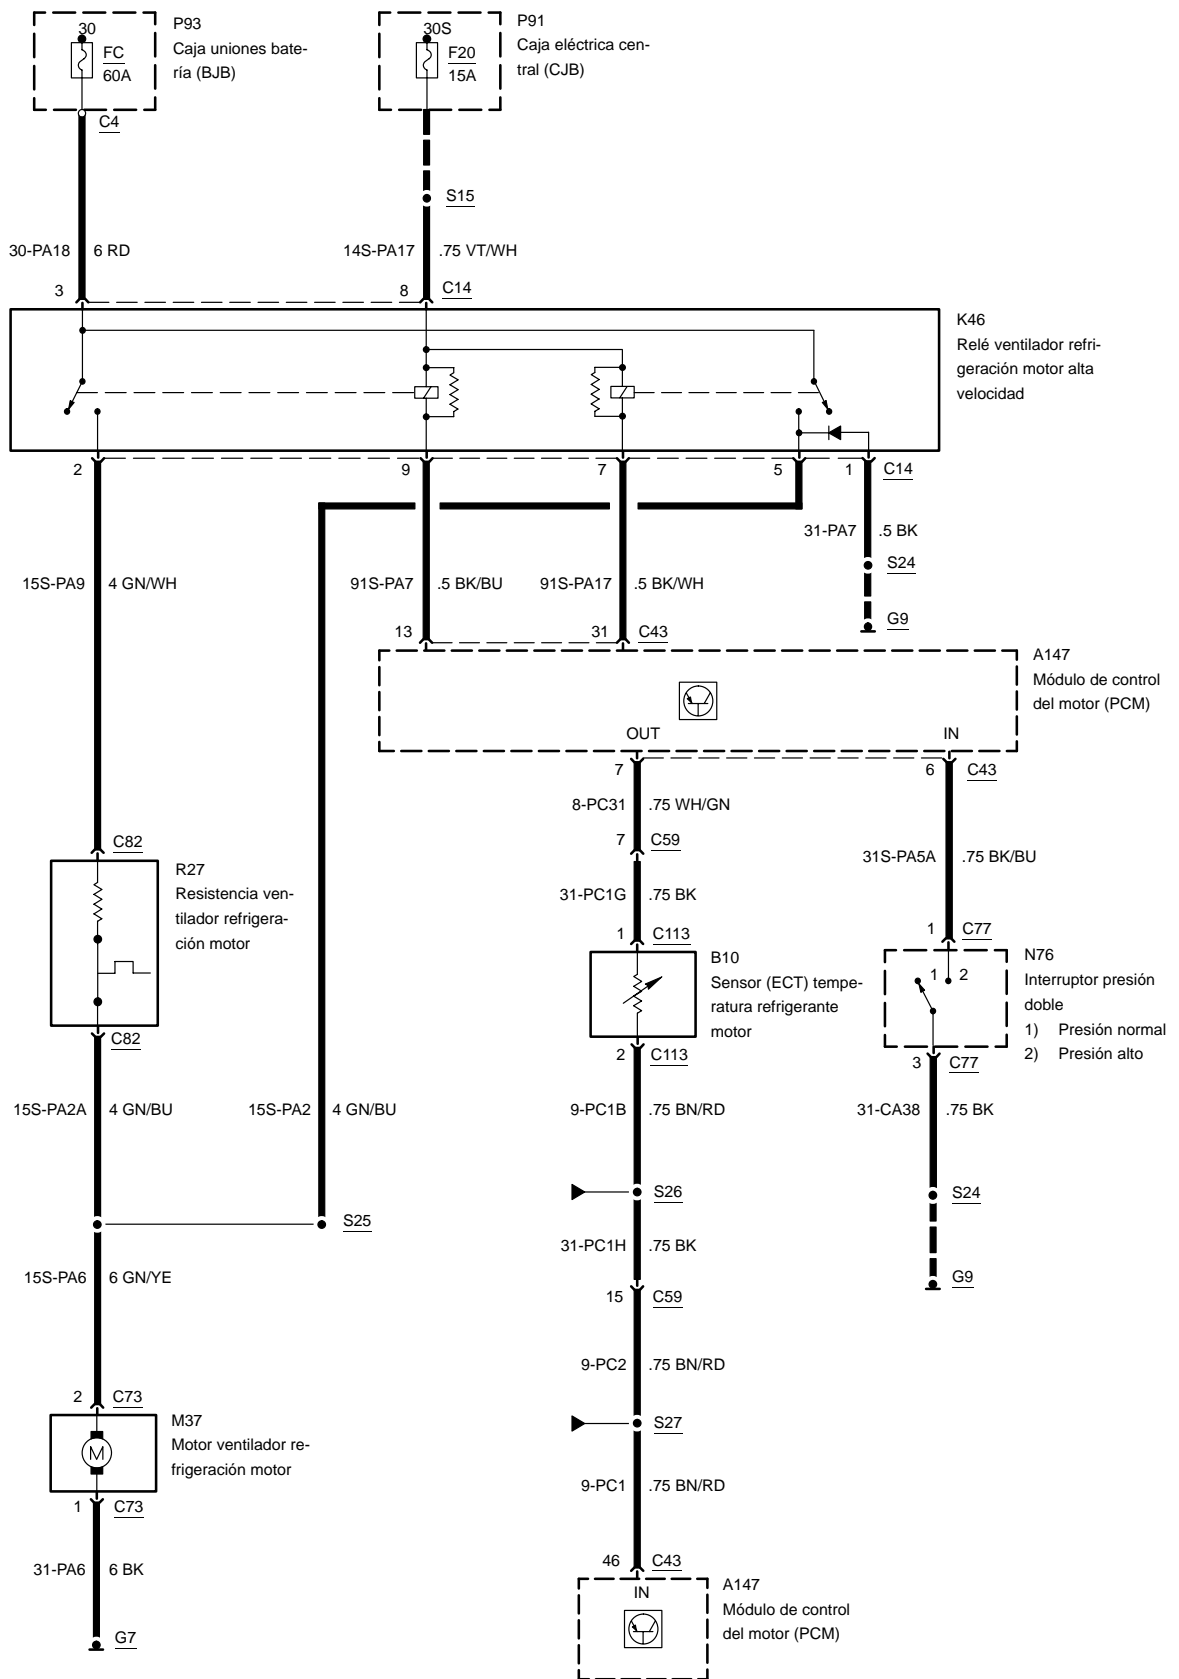 30
FC
60A
P93
Caja uniones bate-
ría (BJB)
30S
F20
15A
P91
Caja eléctrica cen-
tral (CJB)
C4
S15
30-PA18 6 RD
14S-PA17 .75 VT/WH
3
8 C14
K46
Relé ventilador refri-
geración motor alta
velocidad
2
9
7
5
1 C14
31-PA7 .5 BK
S24
G9
15S-PA9 4 GN/WH
91S-PA7 .5 BK/BU
91S-PA17 .5 BK/WH
13
31 C43
A147
Módulo de control
del motor (PCM)
OUT
IN
7
6 C43
8-PC31 .75 WH/GN
7 C59
C82
R27
Resistencia ven-
tilador refrigera-
ción motor
31S-PA5A .75 BK/BU
31-PC1G .75 BK
1 C113
1 C77
B10
Sensor (ECT) tempe-
ratura refrigerante
motor
1
2
N76
Interruptor presión
doble
1) Presión normal
2) Presión alto
C82
2 C113
3 C77
15S-PA2A 4 GN/BU
15S-PA2 4 GN/BU
9-PC1B .75 BN/RD
31-CA38 .75 BK
S26
S24
S25
31-PC1H .75 BK
15S-PA6 6 GN/YE
G9
15 C59
9-PC2 .75 BN/RD
2 C73
M37
Motor ventilador re-
frigeración motor
M
S27
9-PC1 .75 BN/RD
1 C73
31-PA6 6 BK
46 C43
IN
A147
Módulo de control
del motor (PCM)
G7